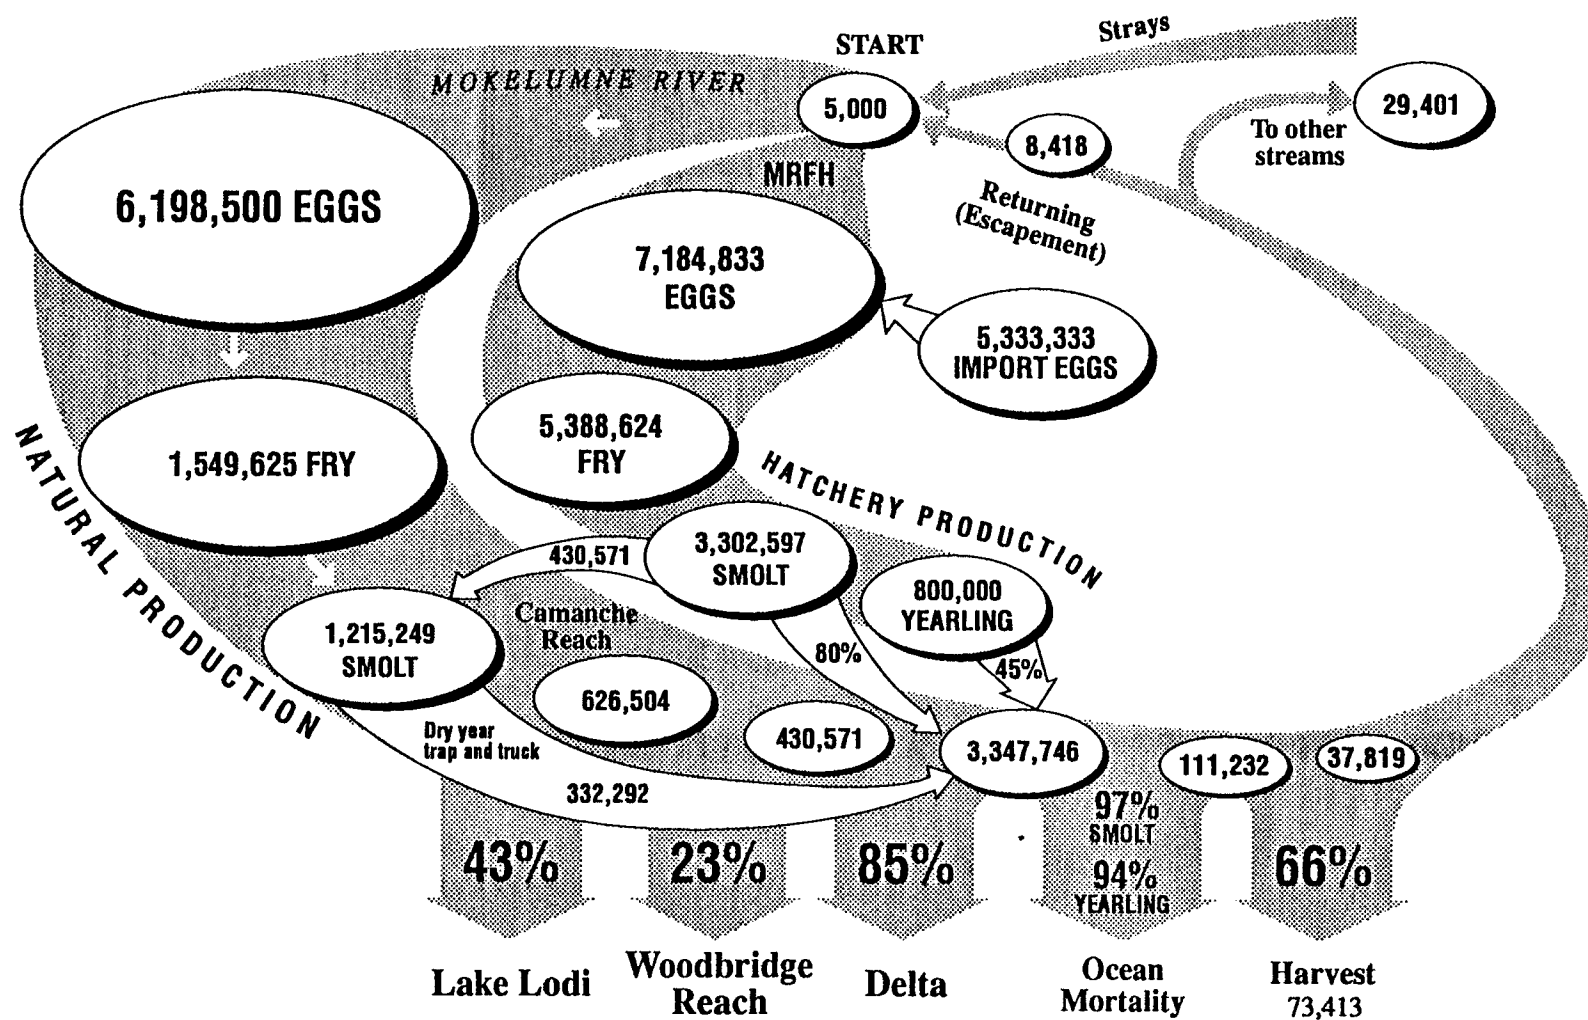 START
Strays
MOKELUMNE RIVER
5,000
29,401
To other
streams
8,418
MRFH
Returning
(Escapement)
6,198,500 EGGS
7,184,833
EGGS
5,333,333
IMPORT EGGS
1,549,625 FRY
5,388,624
FRY
NATURAL PRODUCTION
HATCHERY PRODUCTION
430,571
3,302,597
SMOLT
800,000
YEARLING
1,215,249
SMOLT
Camanche
Reach
80%
45%
626,504
430,571
3,347,746
111,232
37,819
Dry year
trap and truck
332,292
43%
23%
85%
97%
SMOLT
94%
YEARLING
66%
Lake Lodi
Woodbridge
Reach
Delta
Ocean
Mortality
Harvest
73,413